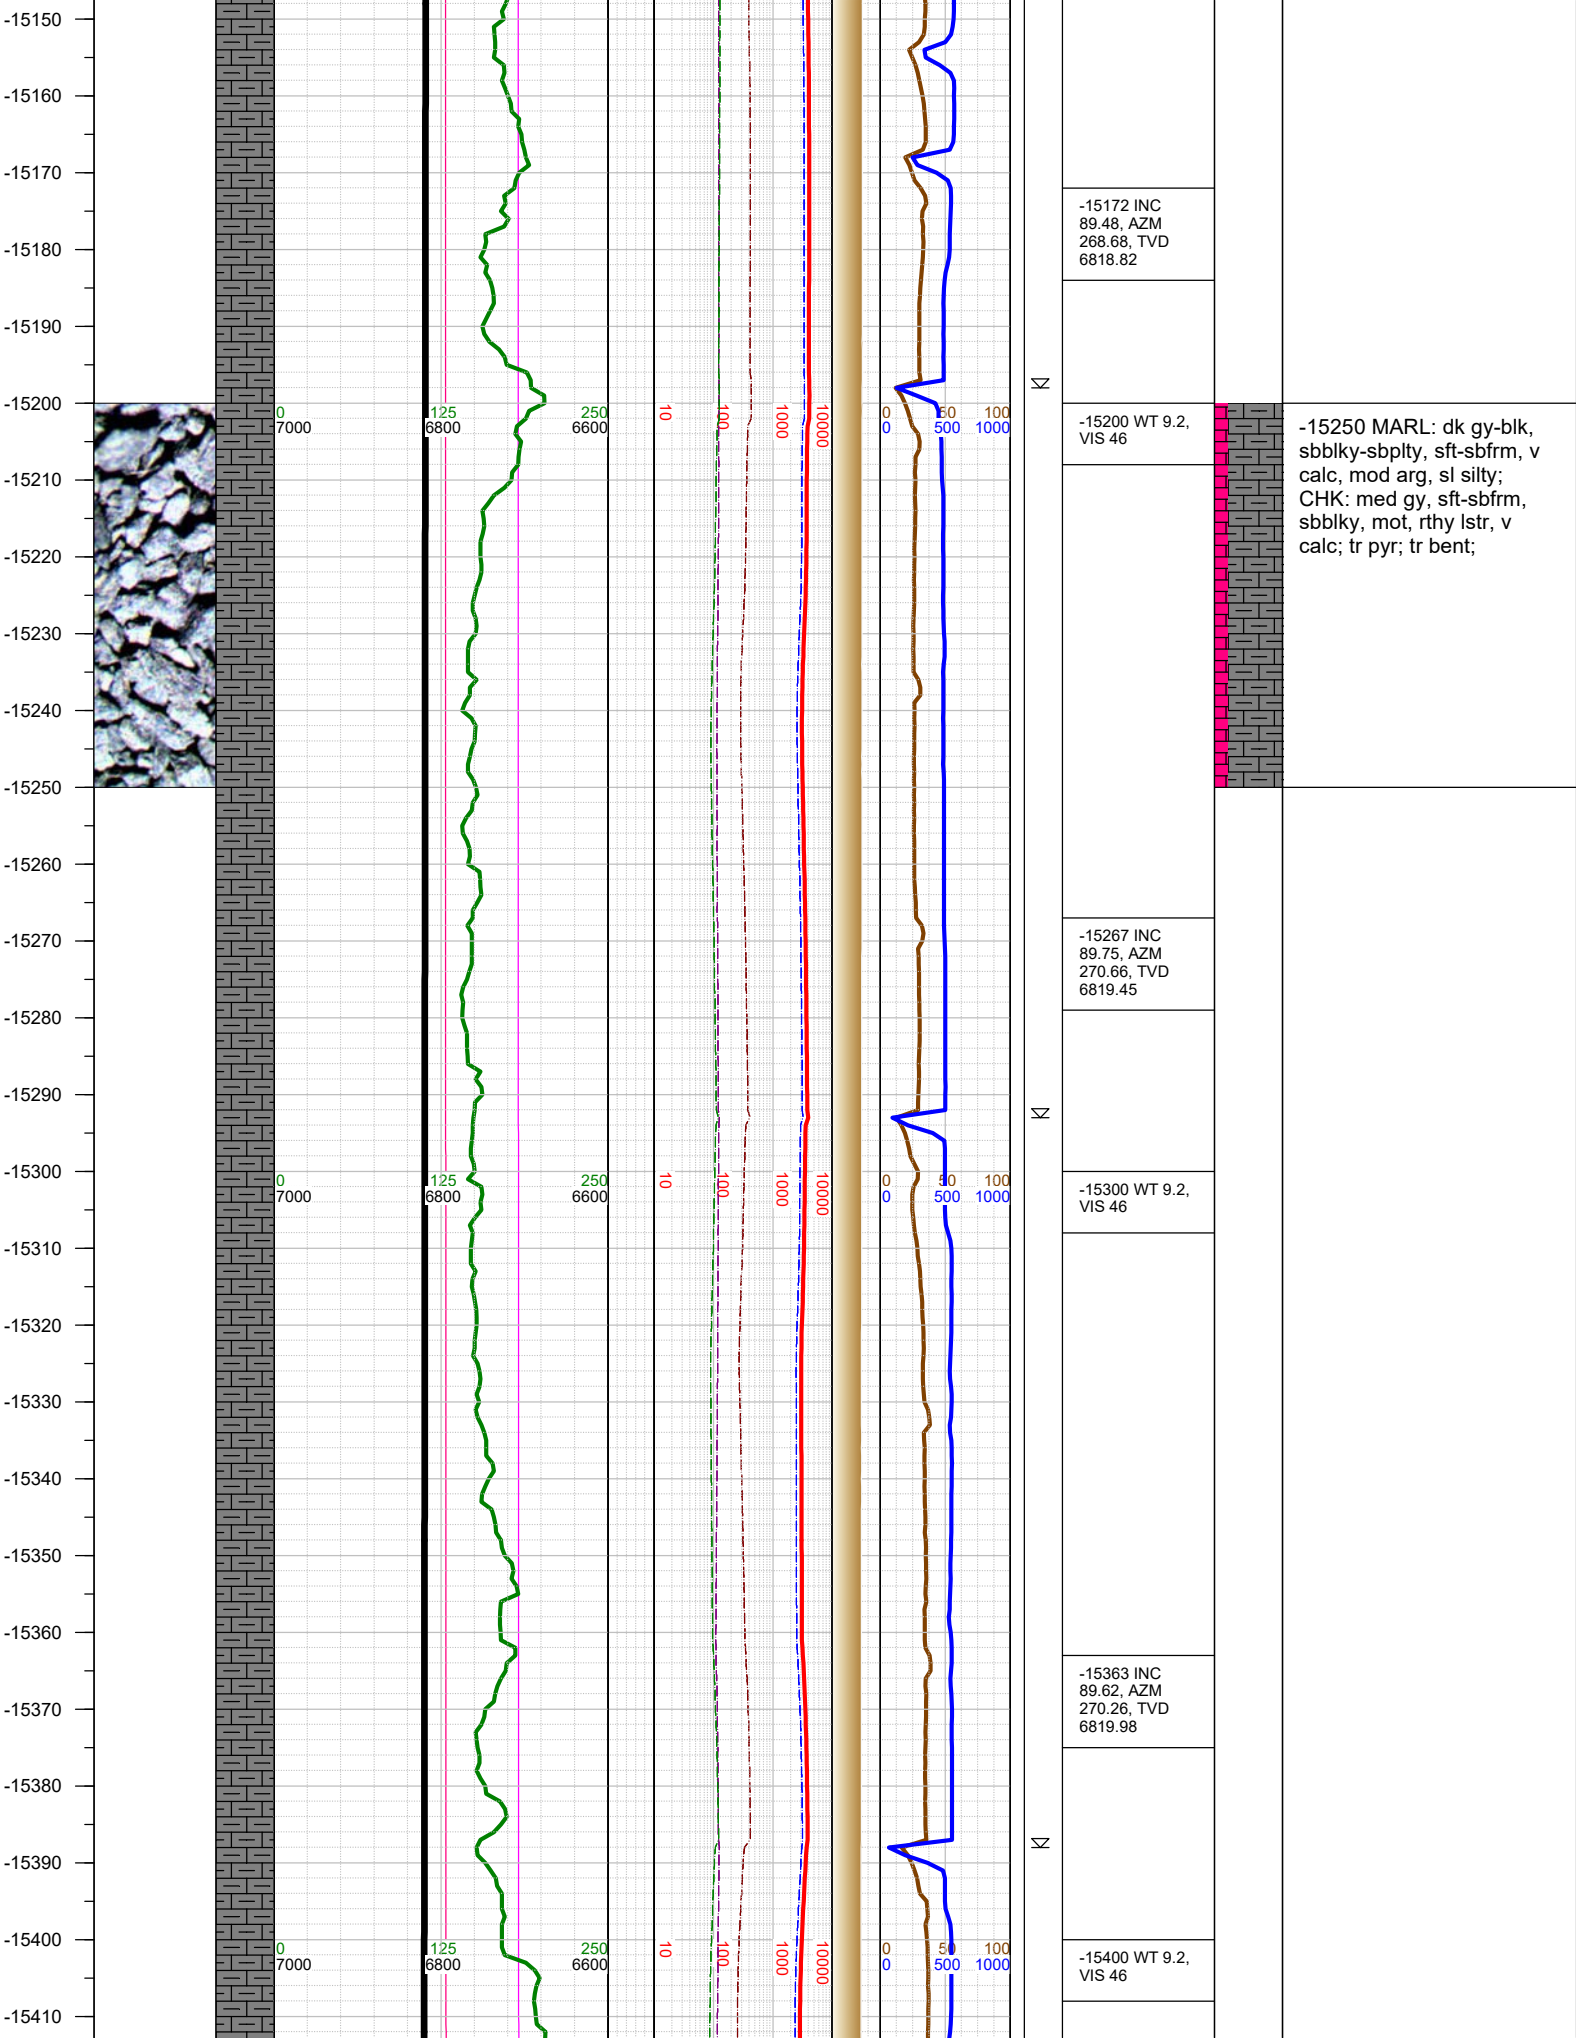 -15150
-15160
-15170
-15172 INC
89.48, AZM
268.68, TVD
6818.82
-15180
-15190
-15200
0 125 250
7000 6800 6600
10 100 1000 10000
0 50 100
0 500 1000
-15200 WT 9.2,
VIS 46
-15250 MARL: dk gy-blk,
sbblky-sbplty, sft-sbfrm, v
calc, mod arg, sl silty;
CHK: med gy, sft-sbfrm,
sbblky, mot, rthy lstr, v
calc; tr pyr; tr bent;
-15210
-15220
-15230
-15240
-15250
-15260
-15267 INC
89.75, AZM
270.66, TVD
6819.45
-15270
-15280
-15290
-15300
0 125 250
7000 6800 6600
10 100 1000 10000
0 50 100
0 500 1000
-15300 WT 9.2,
VIS 46
-15310
-15320
-15330
-15340
-15350
-15360
-15363 INC
89.62, AZM
270.26, TVD
6819.98
-15370
-15380
-15390
-15400
0 125 250
7000 6800 6600
10 100 1000 10000
0 50 100
0 500 1000
-15400 WT 9.2,
VIS 46
-15410